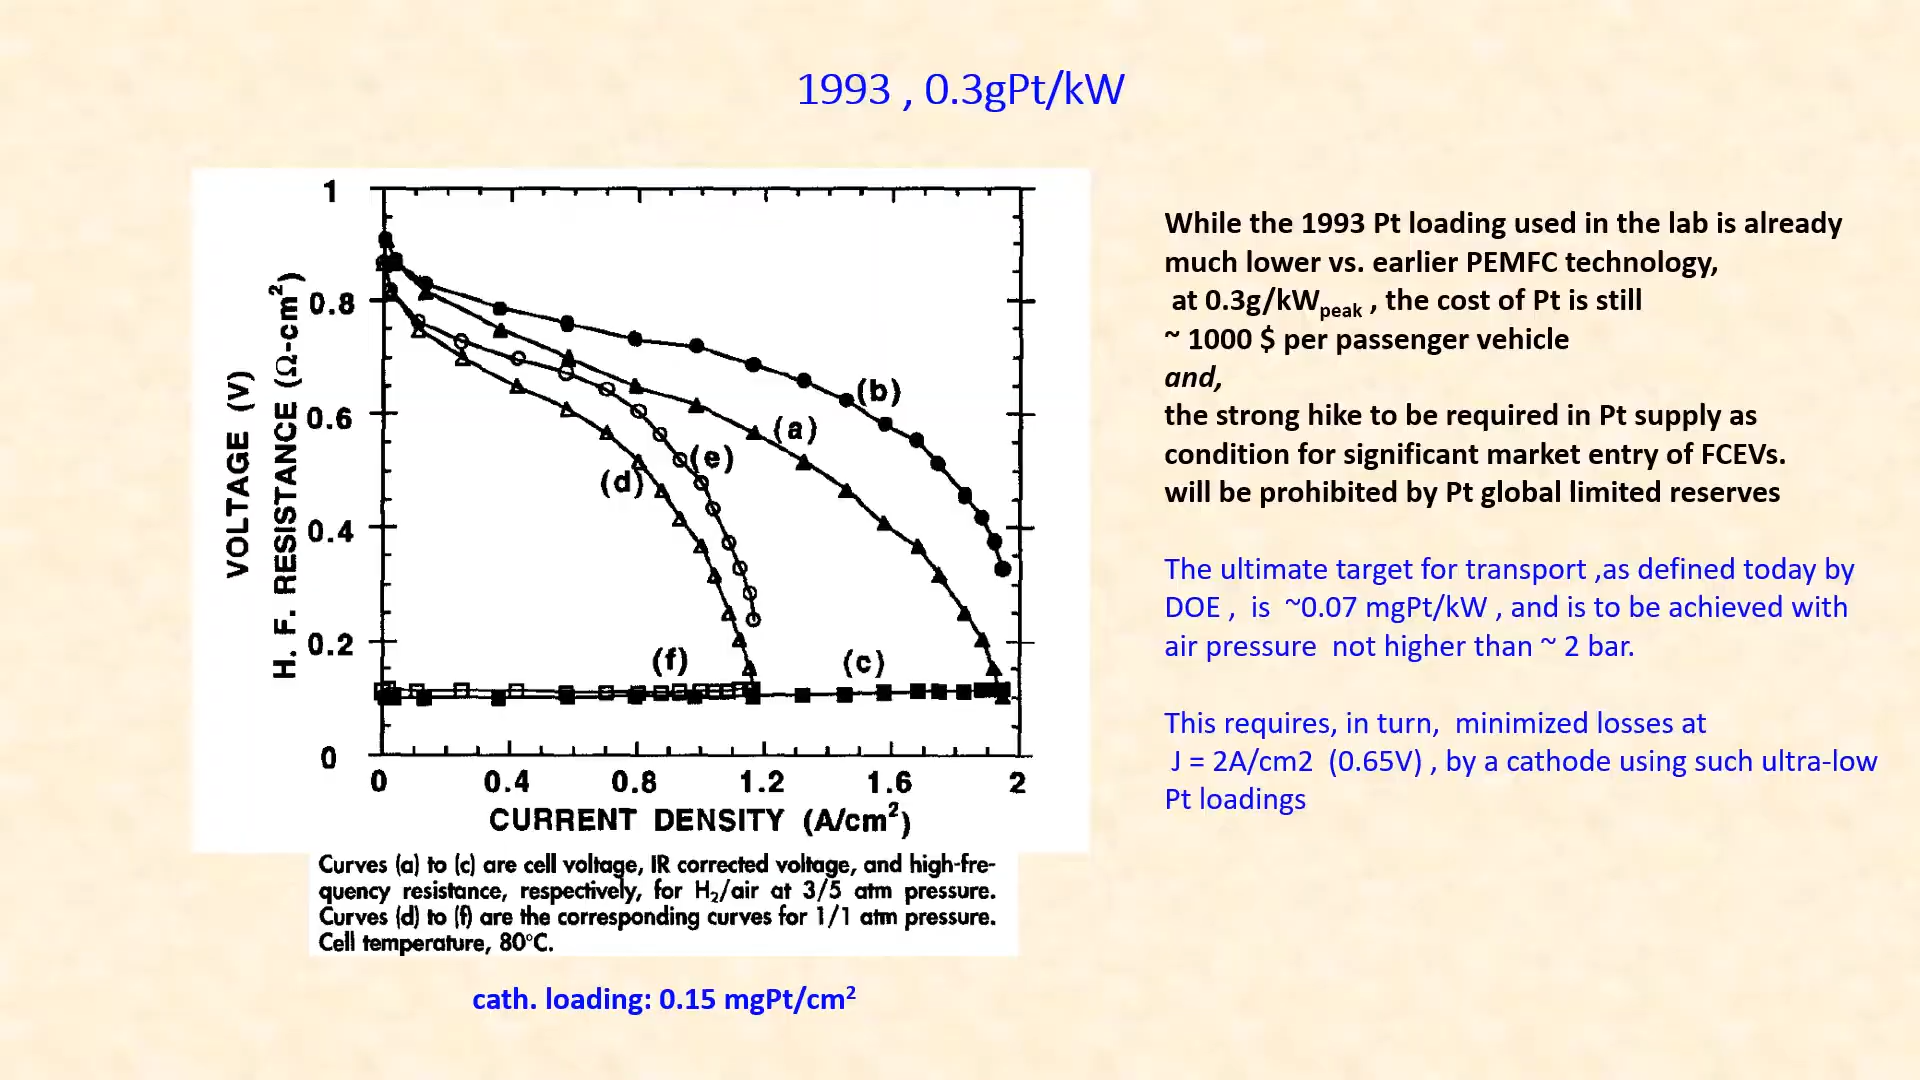 1993 , 0.3gPt/kW
VOLTAGE (V)
H. F. RESISTANCE (Ω-cm²)
1
0.8
0.6
0.4
0.2
0
(b)
(a)
(e)
(d)
(f)
(c)
0 0.4 0.8 1.2 1.6 2
CURRENT DENSITY (A/cm²)
Curves (a) to (c) are cell voltage, IR corrected voltage, and high-fre-
quency resistance, respectively, for H₂/air at 3/5 atm pressure.
Curves (d) to (f) are the corresponding curves for 1/1 atm pressure.
Cell temperature, 80°C.
cath. loading: 0.15 mgPt/cm²
While the 1993 Pt loading used in the lab is already
much lower vs. earlier PEMFC technology,
at 0.3g/kWpeak , the cost of Pt is still
~ 1000 $ per passenger vehicle
and,
the strong hike to be required in Pt supply as
condition for significant market entry of FCEVs.
will be prohibited by Pt global limited reserves
The ultimate target for transport ,as defined today by
DOE , is ~0.07 mgPt/kW , and is to be achieved with
air pressure not higher than ~ 2 bar.
This requires, in turn, minimized losses at
J = 2A/cm2 (0.65V) , by a cathode using such ultra-low
Pt loadings